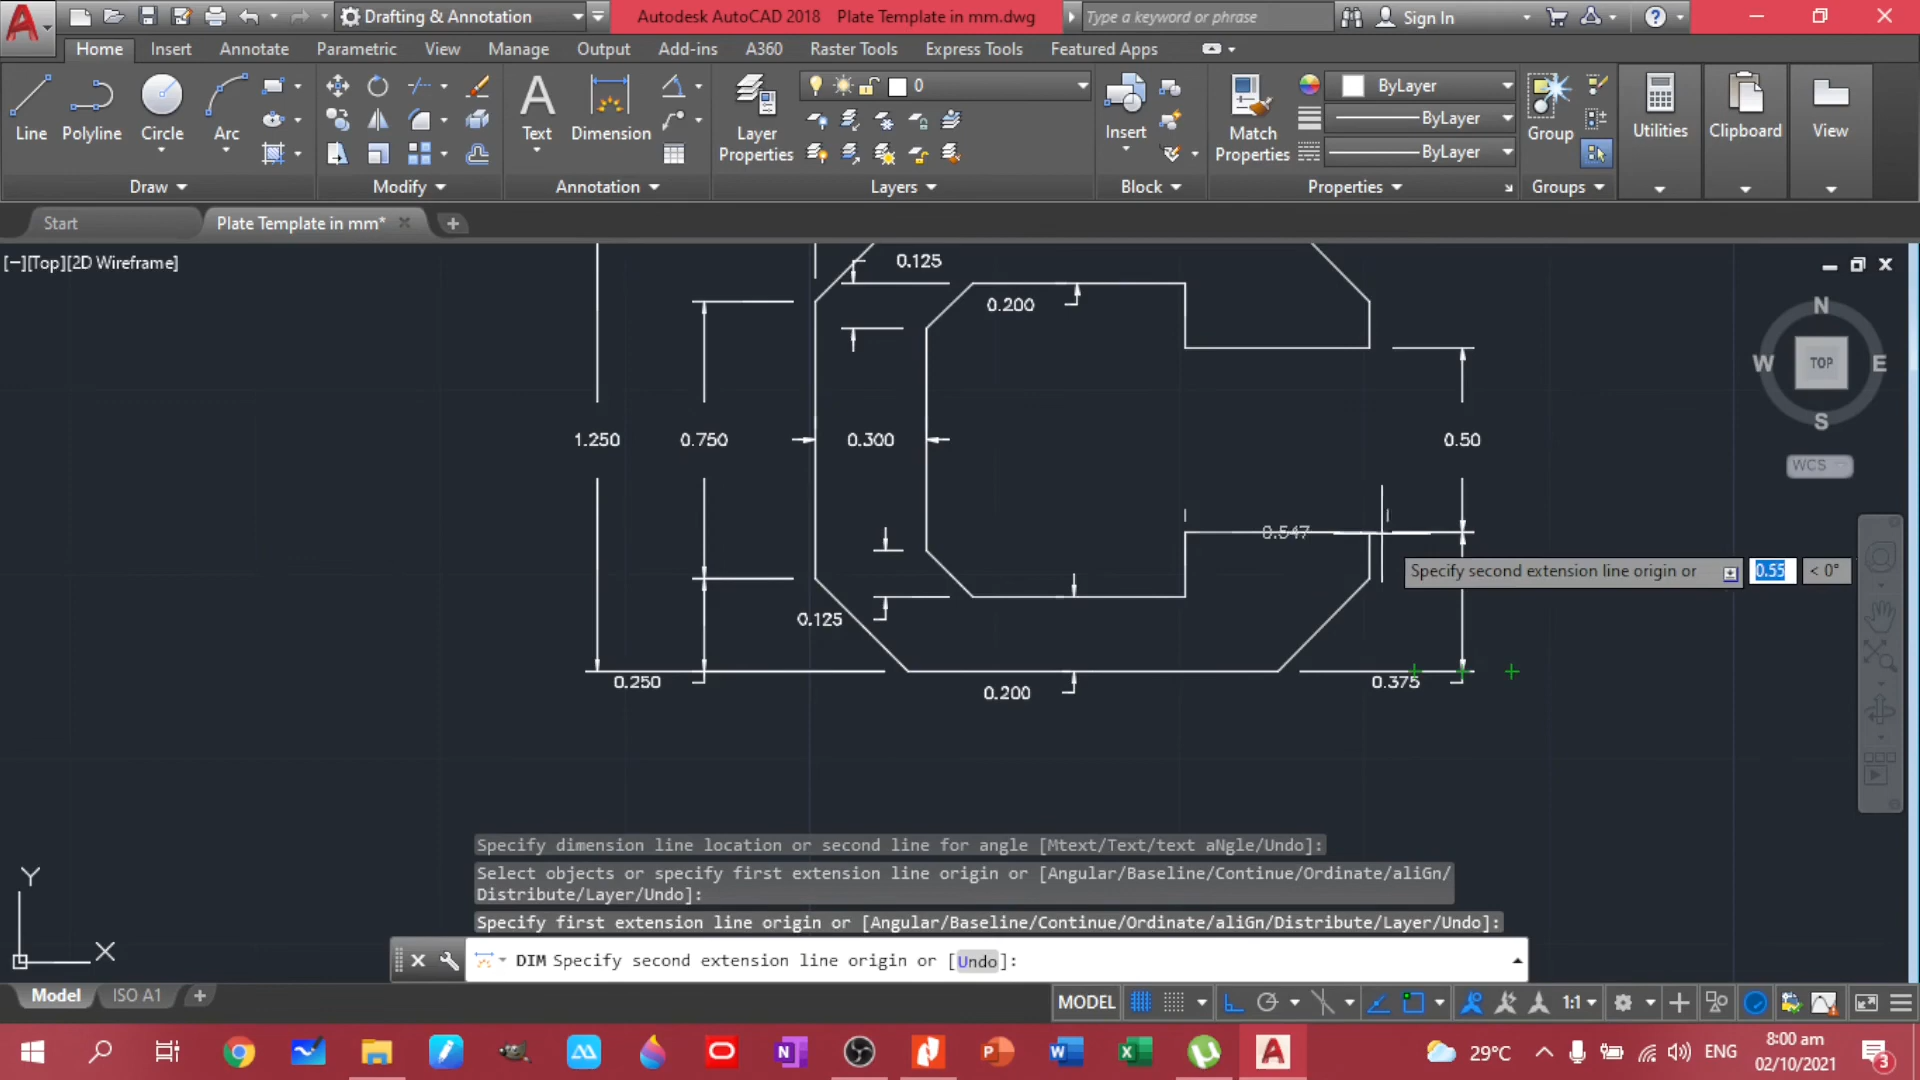 Drafting & Annotation
Autodesk AutoCAD 2018 Plate Template in mm.dwg
Type a keyword or phrase
Sign In
Home Insert Annotate Parametric View Manage Output Add-ins A360 Raster Tools Express Tools Featured Apps
0
ByLayer
ByLayer
ByLayer
Line Polyline Circle Arc
Text Dimension
Layer Properties
Insert
Match Properties
Group
Utilities
Clipboard
View
Draw Modify Annotation Layers Block Properties Groups
Start
Plate Template in mm*
[−][Top][2D Wireframe]
N
W TOP E
S
WCS
0.125
0.200
1.250 0.750 0.300 0.50
0.547
Specify second extension line origin or 0.55 < 0°
0.125
0.250 0.200 0.375
Specify dimension line location or second line for angle [Mtext/Text/text aNgle/Undo]:
Select objects or specify first extension line origin or [Angular/Baseline/Continue/Ordinate/aliGn/
Distribute/Layer/Undo]:
Specify first extension line origin or [Angular/Baseline/Continue/Ordinate/aliGn/Distribute/Layer/Undo]:
DIM Specify second extension line origin or [Undo]:
Y
X
Model ISO A1
MODEL 1:1
29°C ENG
8:00 am
02/10/2021
3